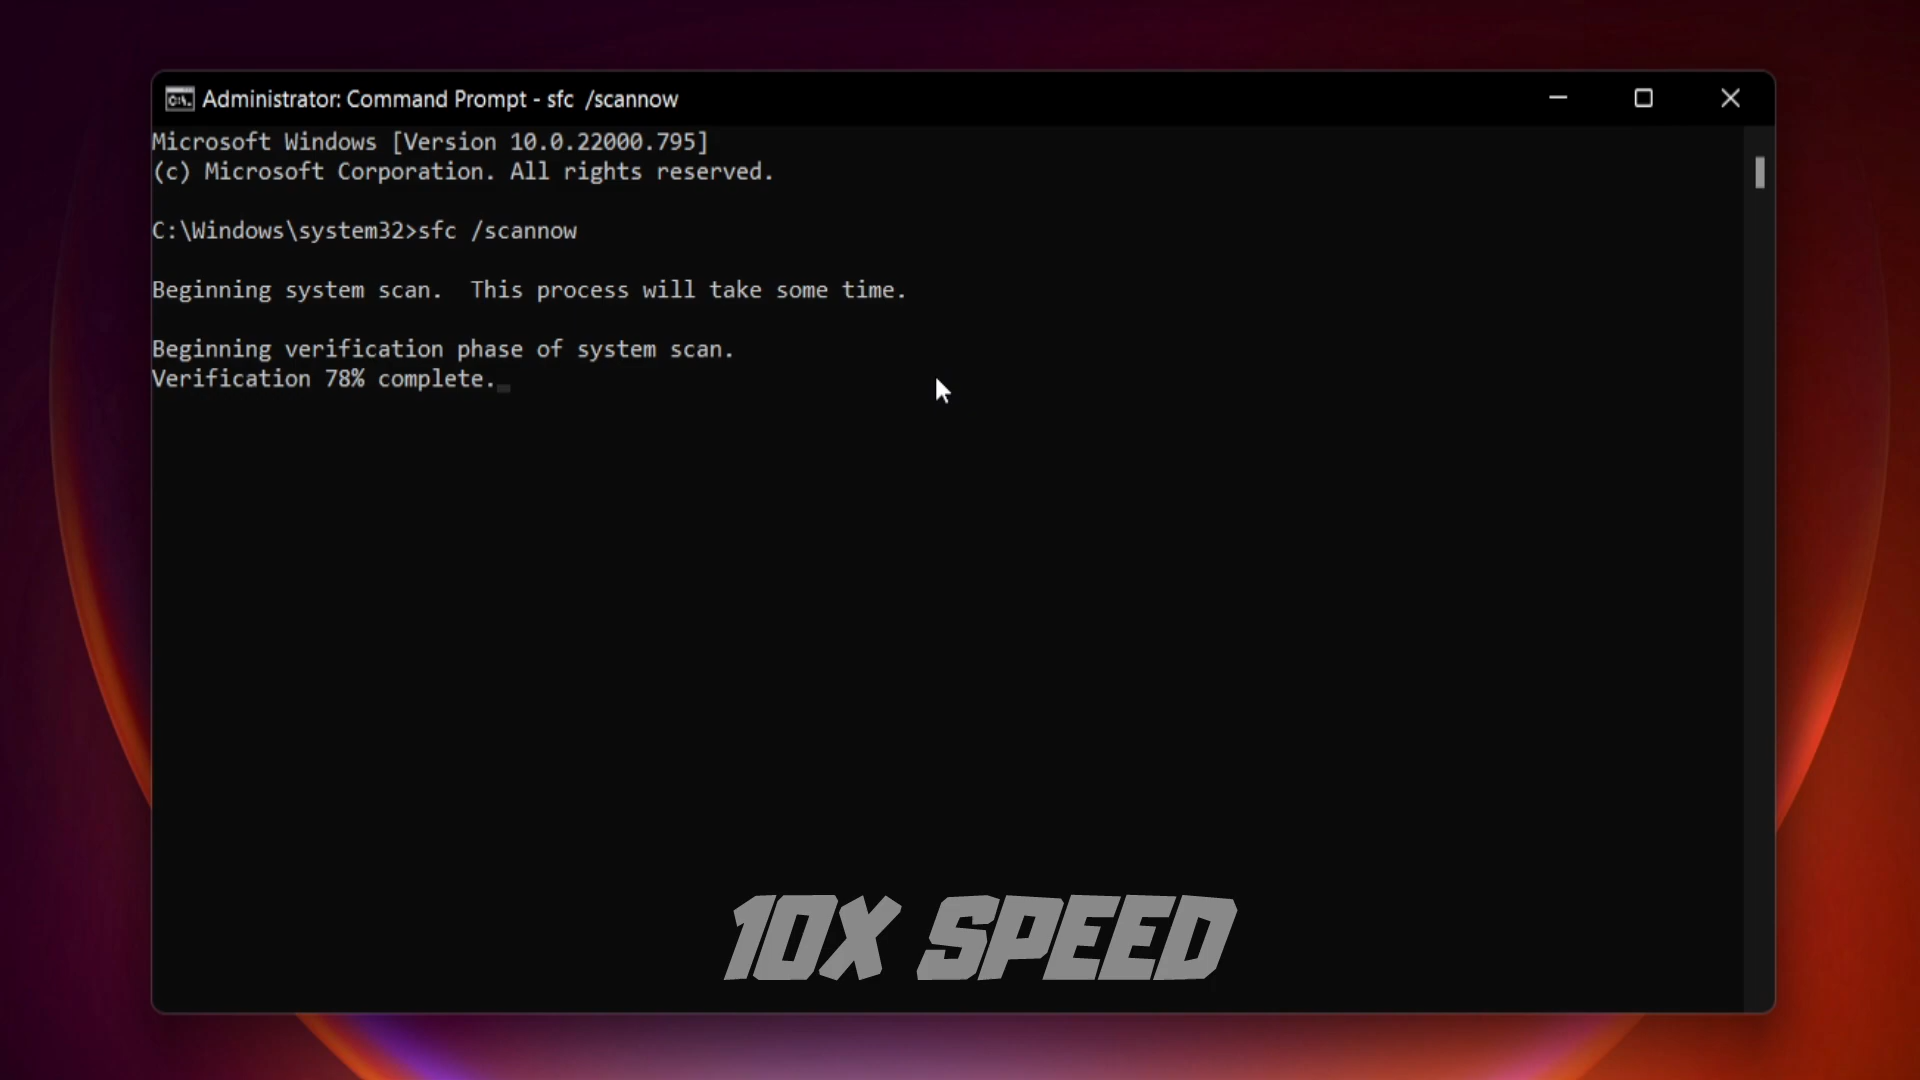 Administrator: Command Prompt - sfc  /scannow
Microsoft Windows [Version 10.0.22000.795]
(c) Microsoft Corporation. All rights reserved.
C:\Windows\system32>sfc /scannow
Beginning system scan.  This process will take some time.
Beginning verification phase of system scan.
Verification 78% complete.
10X SPEED